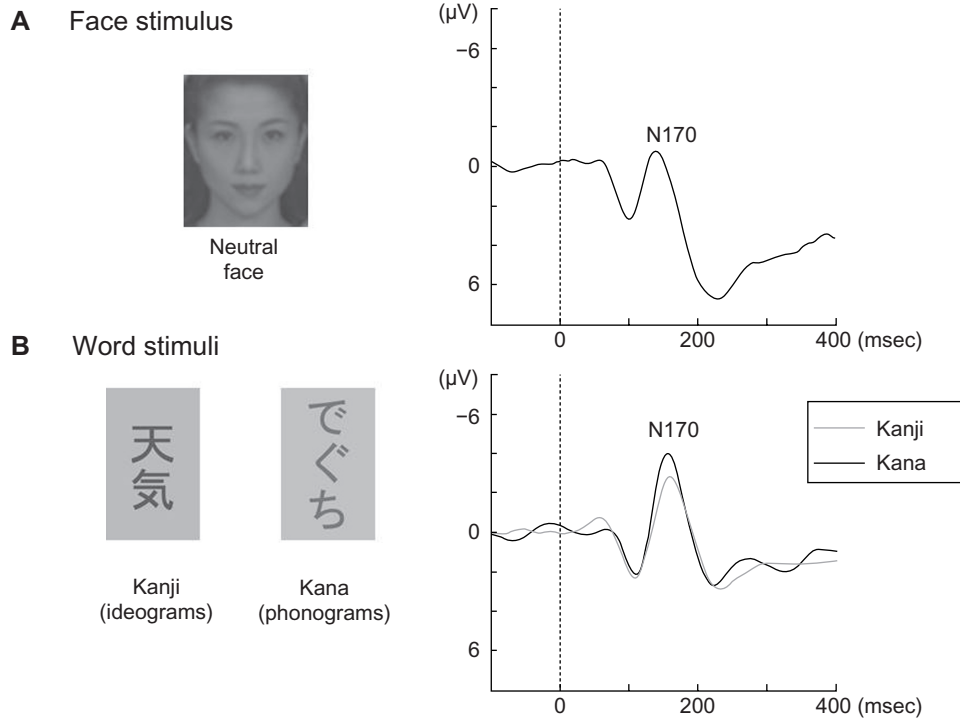 A Face stimulus
Neutral
face
(μV)
−6
0
6
N170
0
200
400 (msec)
B Word stimuli
天気
でぐち
Kanji
(ideograms)
Kana
(phonograms)
(μV)
−6
0
6
N170
Kanji
Kana
0
200
400 (msec)